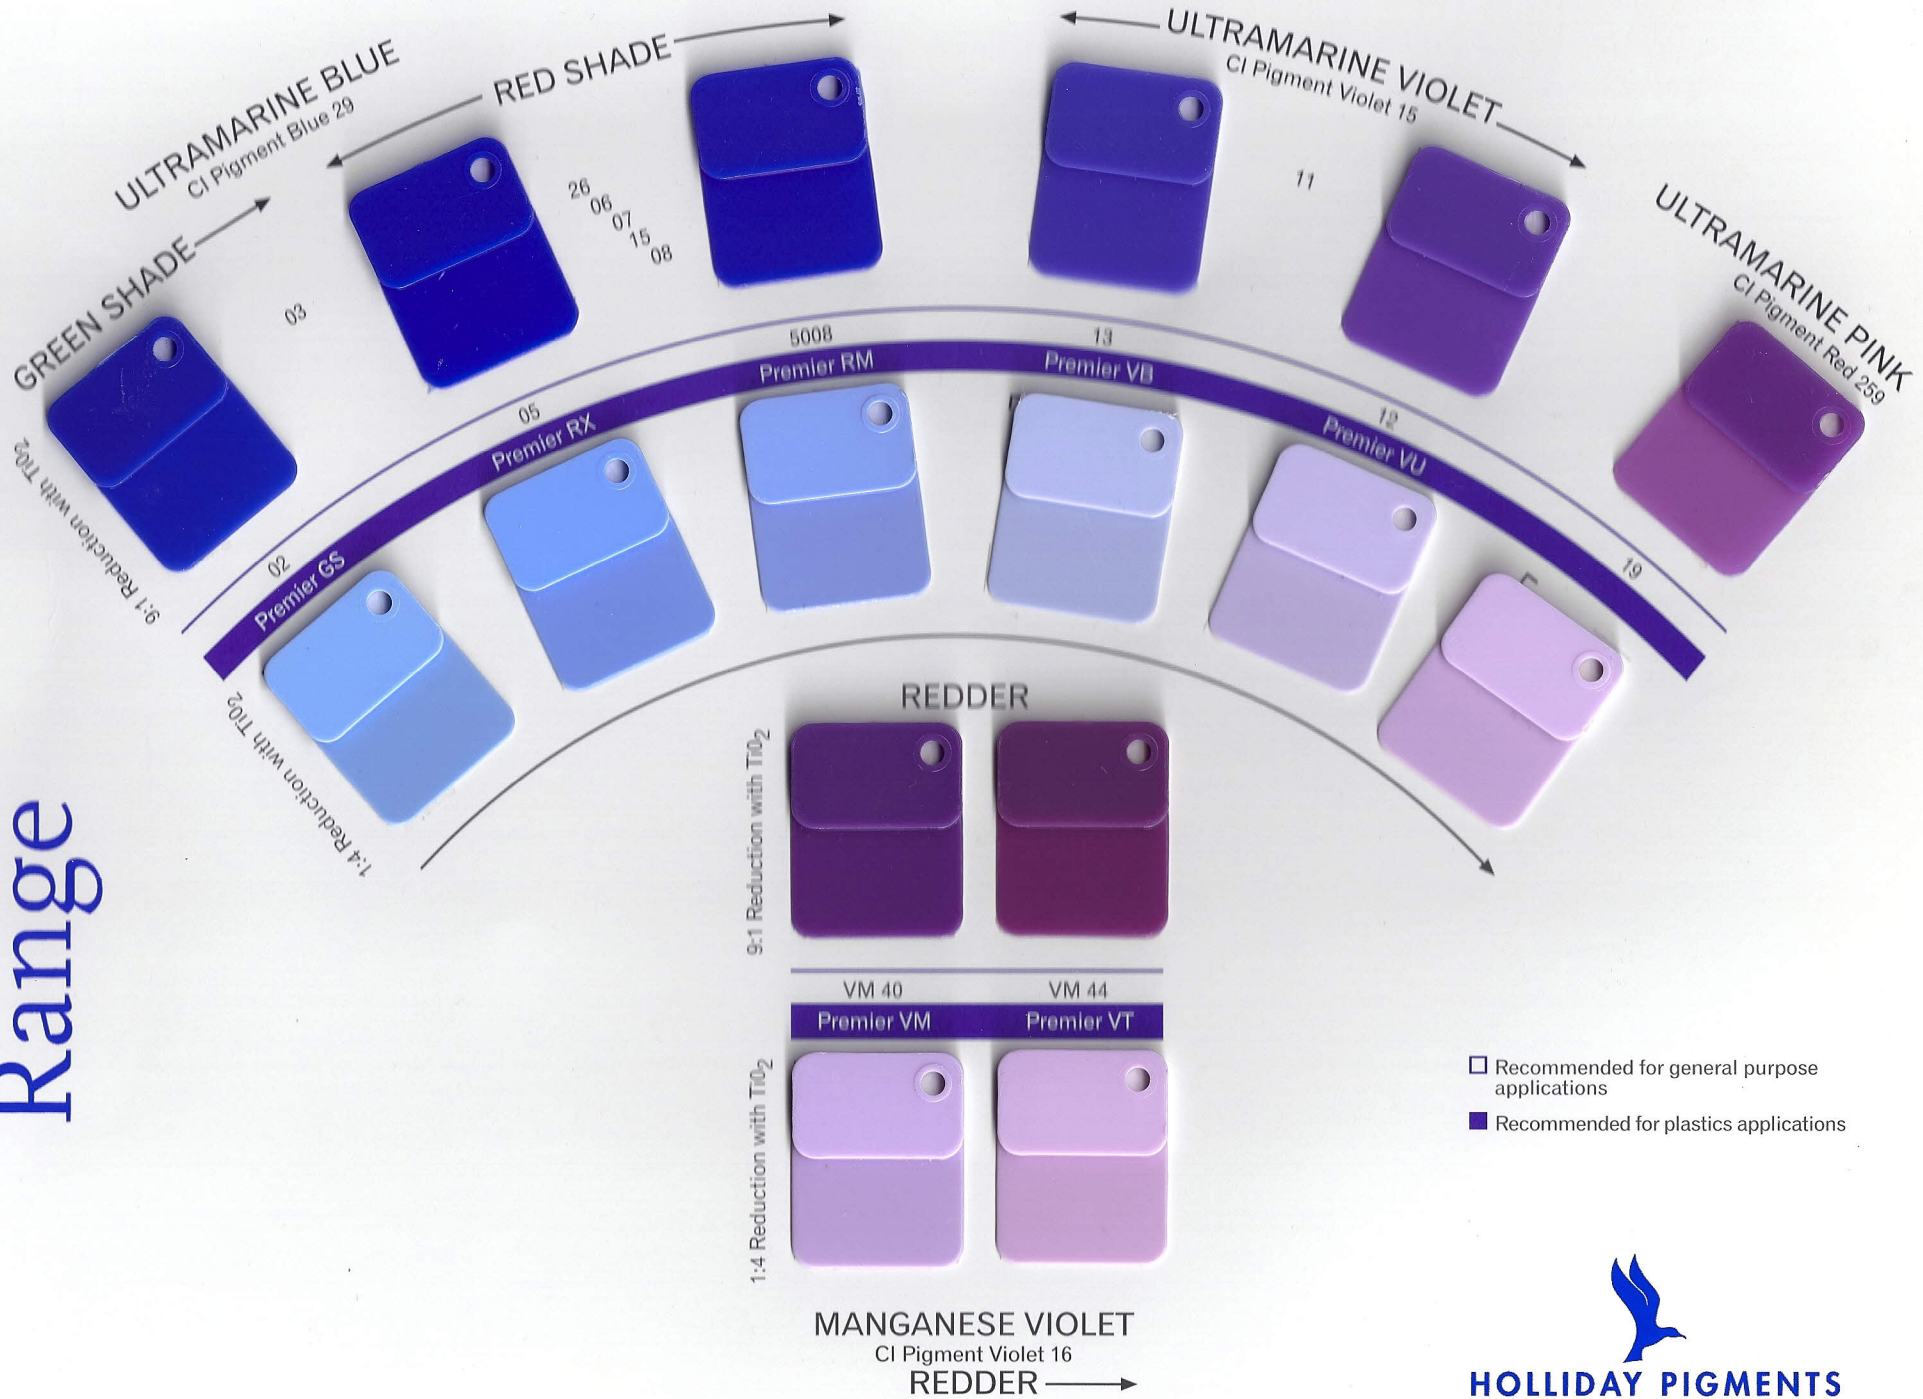 ULTRAMARINE BLUE
CI Pigment Blue 29
GREEN SHADE
RED SHADE
ULTRAMARINE VIOLET
CI Pigment Violet 15
ULTRAMARINE PINK
CI Pigment Red 259
03
26
06
07
15
08
11
9:1 Reduction with TiO2
02
05
5008
13
12
19
Premier GS
Premier RX
Premier RM
Premier VB
Premier VU
1:4 Reduction with TiO2
REDDER
9:1 Reduction with TiO2
VM 40
VM 44
Premier VM
Premier VT
1:4 Reduction with TiO2
MANGANESE VIOLET
CI Pigment Violet 16
REDDER
Range
Recommended for general purpose
applications
Recommended for plastics applications
HOLLIDAY PIGMENTS